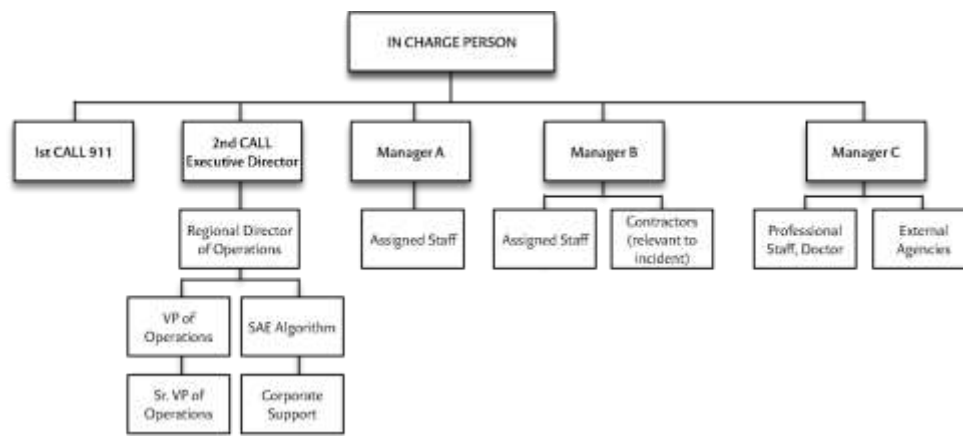 IN CHARGE PERSON
1st CALL 911
2nd CALL
Executive Director
Manager A
Manager B
Manager C
Regional Director
of Operations
Assigned Staff
Assigned Staff
Contractors
(relevant to
incident)
Professional
Staff, Doctor
External
Agencies
VP of
Operations
SAE Algorithm
Sr. VP of
Operations
Corporate
Support